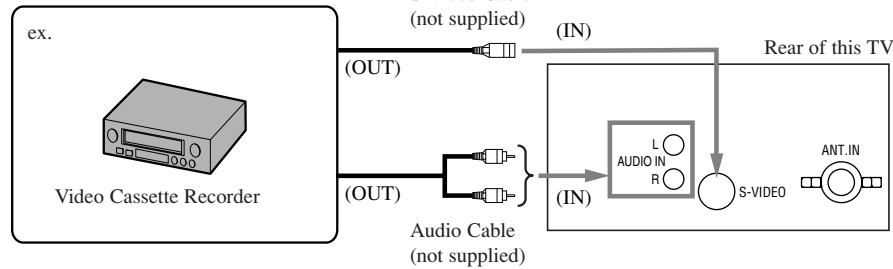 (not supplied)
ex.
(IN)
Rear of this TV
(OUT)
L
AUDIO IN
R
ANT.IN
S-VIDEO
Video Cassette Recorder
(OUT)
(IN)
Audio Cable
(not supplied)